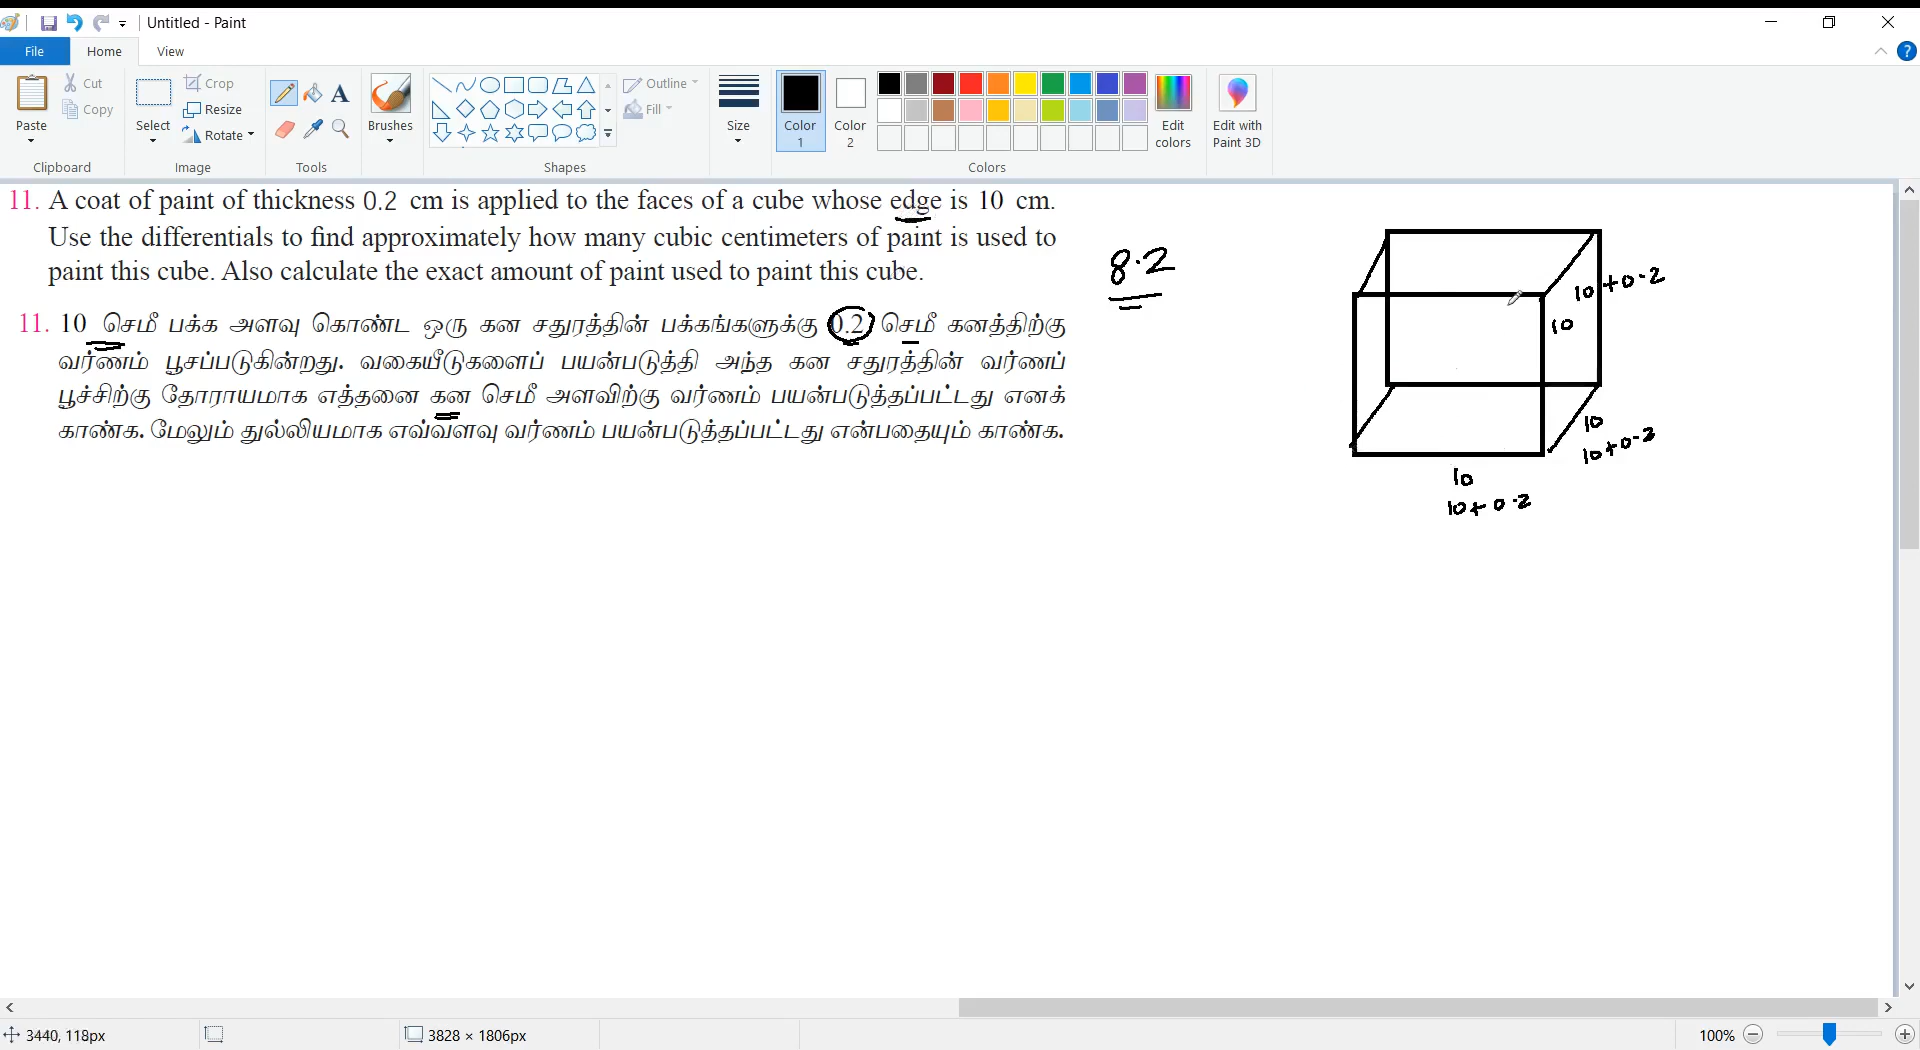 Untitled - Paint
File Home View
Cut
Copy
Paste
Clipboard
Crop
Resize
Rotate
Select
Image
Tools
Brushes
Outline
Fill
Shapes
Size
Color 1
Color 2
Colors
Edit colors
Edit with Paint 3D
11. A coat of paint of thickness 0.2 cm is applied to the faces of a cube whose edge is 10 cm.
Use the differentials to find approximately how many cubic centimeters of paint is used to
paint this cube. Also calculate the exact amount of paint used to paint this cube.
11. 10 செமீ பக்க அளவு கொண்ட ஒரு கன சதுரத்தின் பக்கங்களுக்கு 0.2 செமீ கனத்திற்கு
வர்ணம் பூசப்படுகின்றது. வகையீடுகளைப் பயன்படுத்தி அந்த கன சதுரத்தின் வர்ணப்
பூச்சிற்கு தோராயமாக எத்தனை கன செமீ அளவிற்கு வர்ணம் பயன்படுத்தப்பட்டது எனக்
காண்க. மேலும் துல்லியமாக எவ்வளவு வர்ணம் பயன்படுத்தப்பட்டது என்பதையும் காண்க.
8.2
10+0.2
10
10
10+0.2
10
10+0.2
3440, 118px
3828 × 1806px
100%